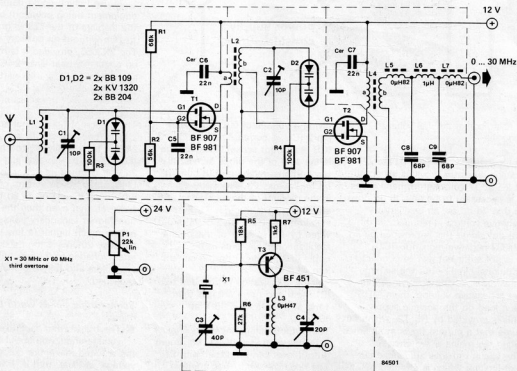 12 V
R1
68k
Cer
C6
22n
L2
a
b
C2
10p
D2
Cer
C7
22n
L4
a
b
L5
0µH82
L6
1µH
L7
0µH82
0 ... 30 MHz
D1,D2 = 2x BB 109
2x KV 1320
2x BB 204
T1
G1
G2
D
S
BF 907
BF 981
T2
G1
G2
D
S
BF 907
BF 981
L1
C1
10p
D1
R3
100k
R2
56k
C5
22n
R4
100k
C8
68p
C9
68p
0
24 V
P1
22k
lin
0
X1 = 30 MHz or 60 MHz
third overtone
12 V
R5
18k
R7
1k5
T3
BF 451
X1
R6
27k
L3
0µH47
C3
40p
C4
20p
0
84501